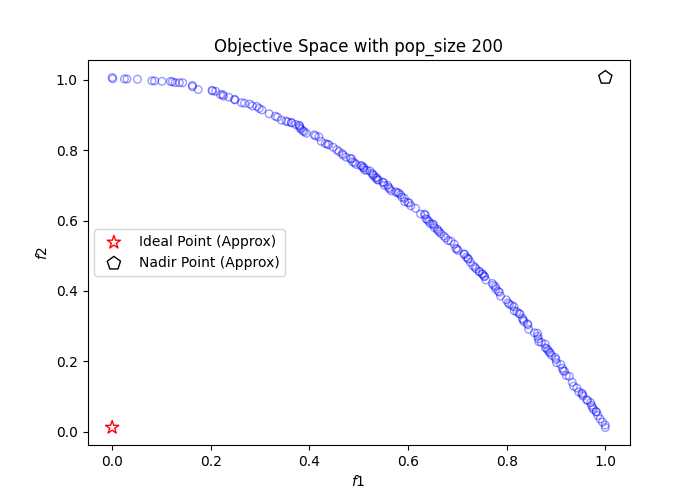 Objective Space with pop_size 200
1.0
0.8
0.6
0.4
0.2
0.0
f2
Ideal Point (Approx)
Nadir Point (Approx)
0.0 0.2 0.4 0.6 0.8 1.0
f1